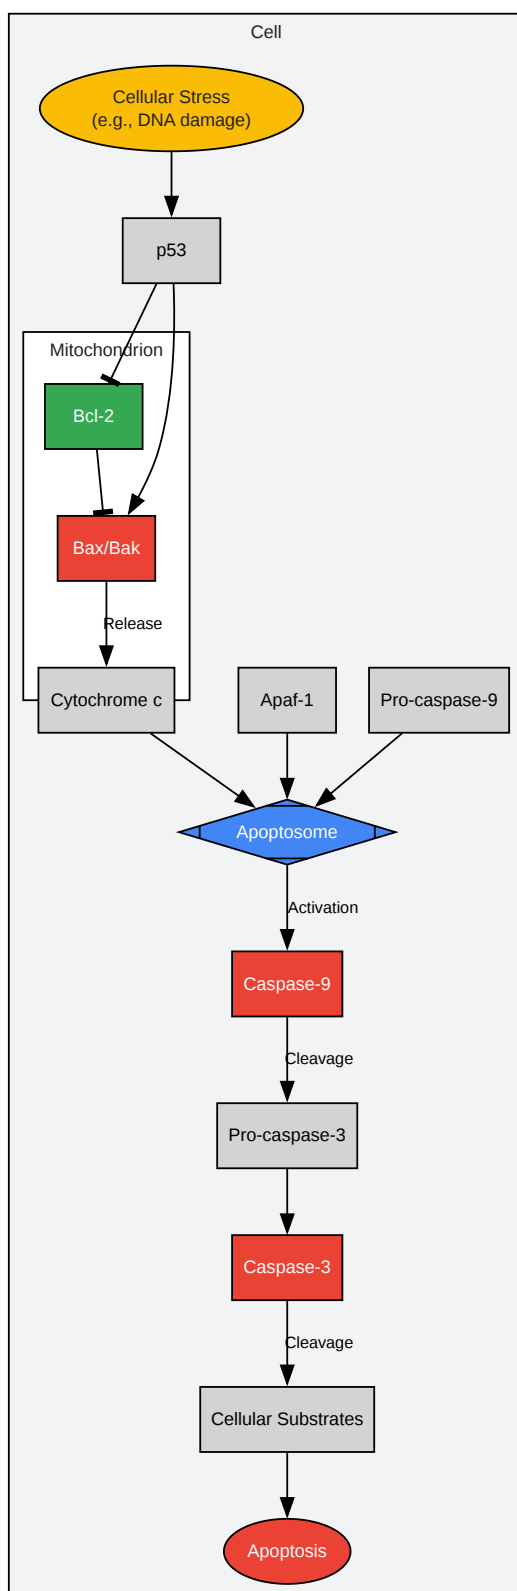 Cell
Cellular Stress
(e.g., DNA damage)
p53
Mitochondrion
Bcl-2
Bax/Bak
Release
Cytochrome c
Apaf-1
Pro-caspase-9
Apoptosome
Activation
Caspase-9
Cleavage
Pro-caspase-3
Caspase-3
Cleavage
Cellular Substrates
Apoptosis